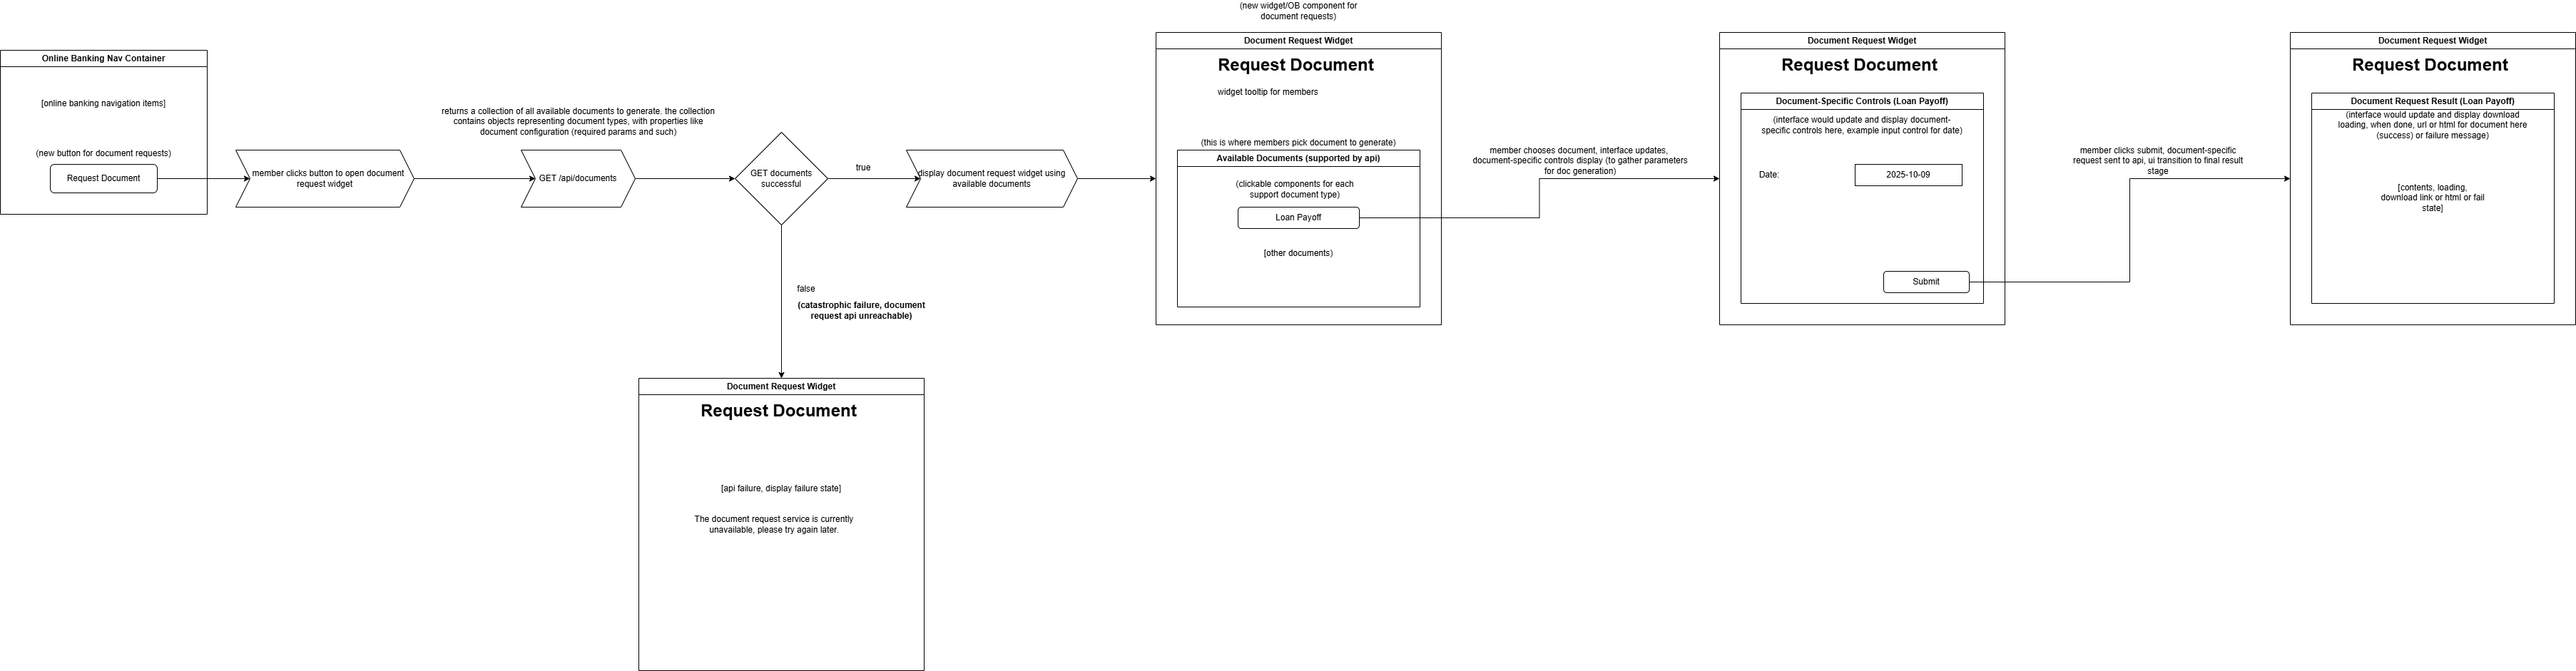 Online Banking Nav Container
[online banking navigation items]
(new button for document requests)
Request Document
member clicks button to open document
request widget
returns a collection of all available documents to generate. the collection
contains objects representing document types, with properties like
document configuration (required params and such)
GET /api/documents
GET documents
successful
true
display document request widget using
available documents
false
(catastrophic failure, document
request api unreachable)
Document Request Widget
Request Document
[api failure, display failure state]
The document request service is currently
unavailable, please try again later.
(new widget/OB component for
document requests)
Document Request Widget
Request Document
widget tooltip for members
(this is where members pick document to generate)
Available Documents (supported by api)
(clickable components for each
support document type)
Loan Payoff
[other documents)
member chooses document, interface updates,
document-specific controls display (to gather parameters
for doc generation)
Document Request Widget
Request Document
Document-Specific Controls (Loan Payoff)
(interface would update and display document-
specific controls here, example input control for date)
Date:
2025-10-09
Submit
member clicks submit, document-specific
request sent to api, ui transition to final result
stage
Document Request Widget
Request Document
Document Request Result (Loan Payoff)
(interface would update and display download
loading, when done, url or html for document here
(success) or failure message)
[contents, loading,
download link or html or fail
state]